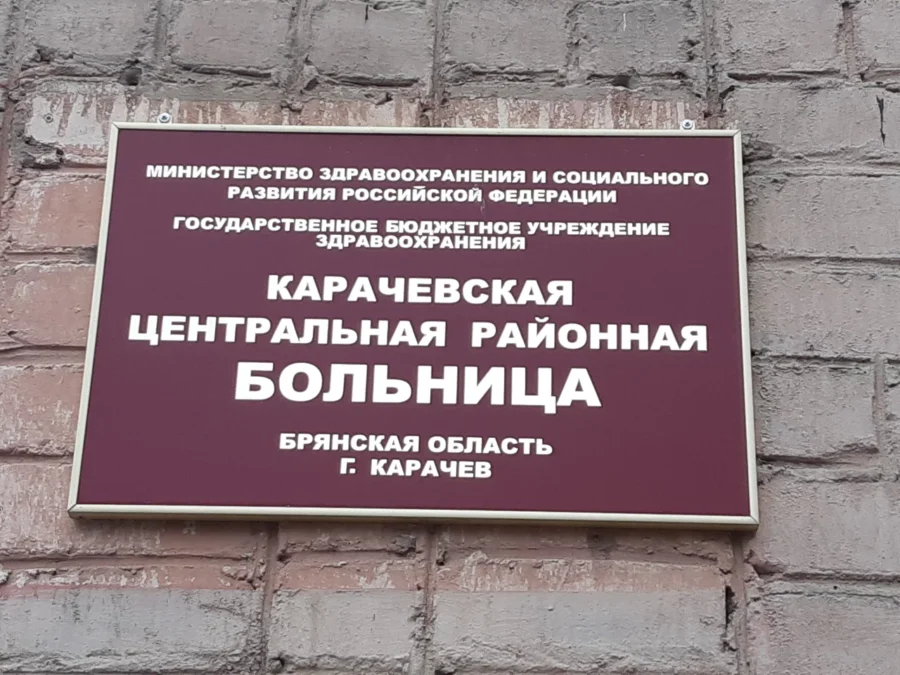 МИНИСТЕРСТВО ЗДРАВООХРАНЕНИЯ И СОЦИАЛЬНОГО
РАЗВИТИЯ РОССИЙСКОЙ ФЕДЕРАЦИИ
ГОСУДАРСТВЕННОЕ БЮДЖЕТНОЕ УЧРЕЖДЕНИЕ
ЗДРАВООХРАНЕНИЯ
КАРАЧЕВСКАЯ
ЦЕНТРАЛЬНАЯ РАЙОННАЯ
БОЛЬНИЦА
БРЯНСКАЯ ОБЛАСТЬ
Г. КАРАЧЕВ